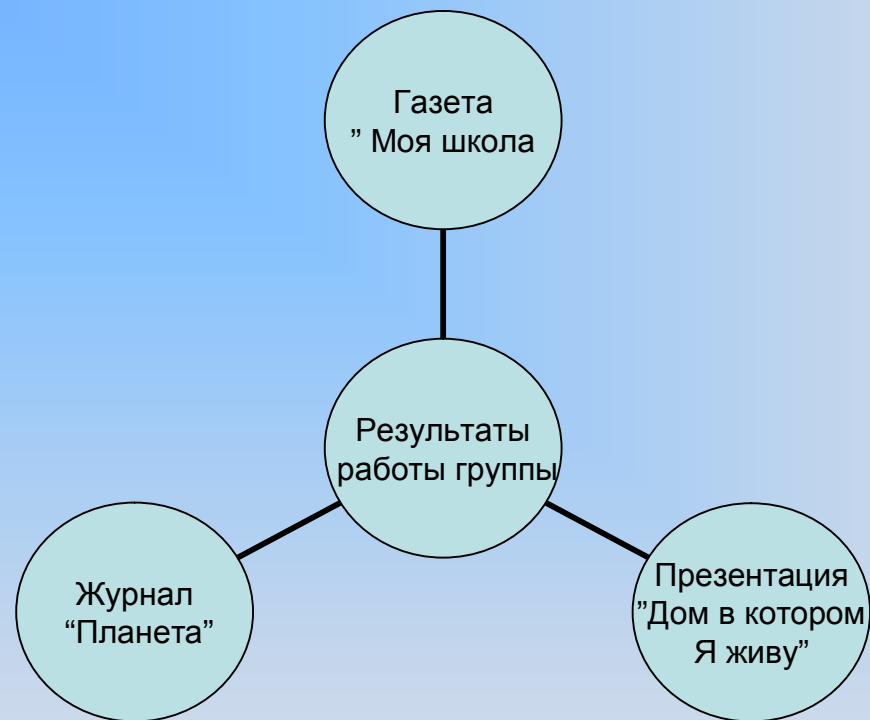 Газета
” Моя школа
Результаты
работы группы
Журнал
“Планета”
Презентация
”Дом в котором
Я живу”